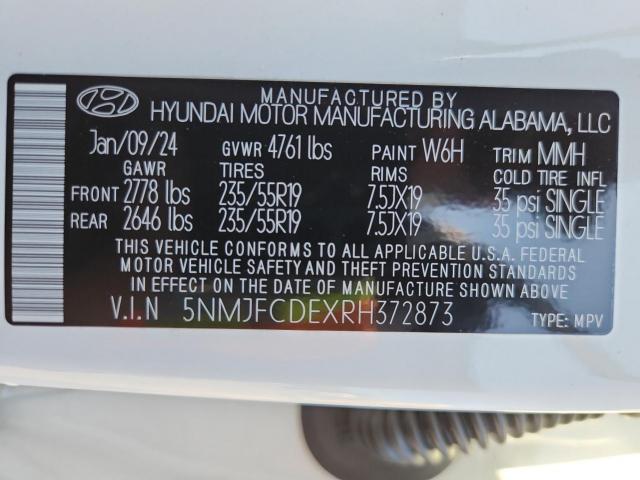 MANUFACTURED BY
HYUNDAI MOTOR MANUFACTURING ALABAMA, LLC
Jan/09/24 GVWR 4761 lbs PAINT W6H TRIM MMH
GAWR TIRES RIMS COLD TIRE INFL
FRONT 2778 lbs 235/55R19 7.5JX19 35 psi SINGLE
REAR 2646 lbs 235/55R19 7.5JX19 35 psi SINGLE
THIS VEHICLE CONFORMS TO ALL APPLICABLE U.S.A. FEDERAL
MOTOR VEHICLE SAFETY AND THEFT PREVENTION STANDARDS
IN EFFECT ON THE DATE OF MANUFACTURE SHOWN ABOVE.
V.I.N 5NMJFCDEXRH372873 TYPE: MPV